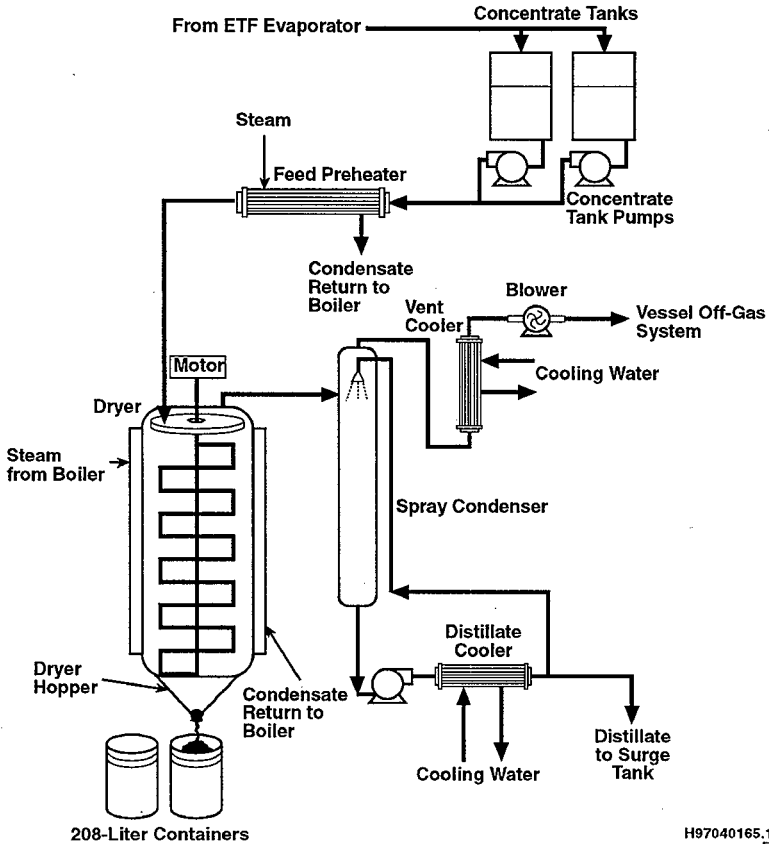 Concentrate Tanks
From ETF Evaporator
Steam
Feed Preheater
Concentrate
Tank Pumps
Condensate
Return to
Boiler
Blower
Vent
Cooler
Vessel Off-Gas
System
Motor
Cooling Water
Dryer
Steam
from Boiler
Spray Condenser
Distillate
Cooler
Dryer
Hopper
Condensate
Return to
Boiler
Distillate
to Surge
Tank
Cooling Water
208-Liter Containers
H97040165.1